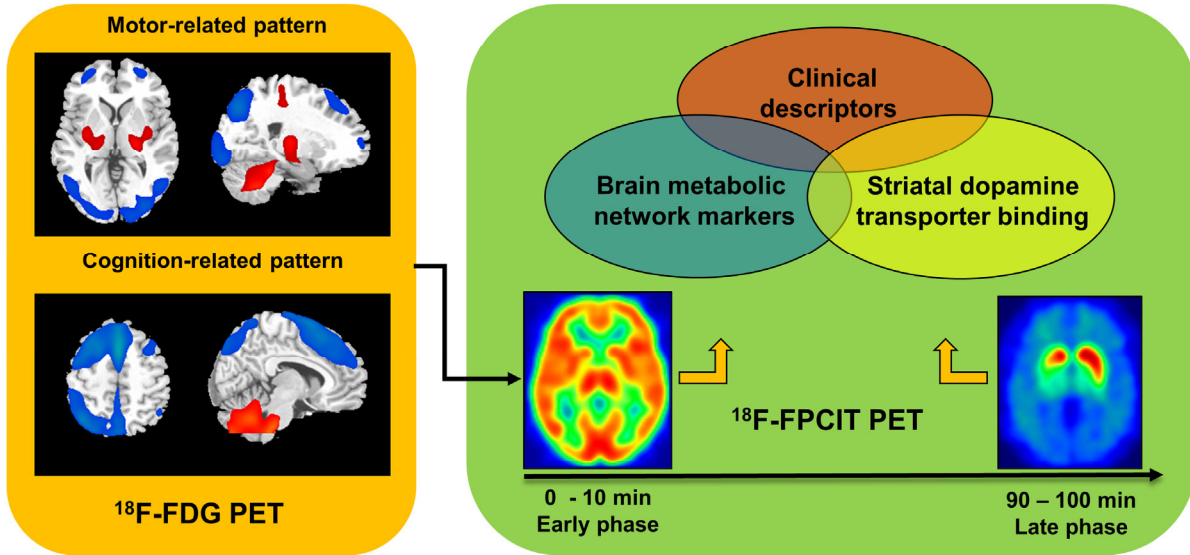 Motor-related pattern
Cognition-related pattern
¹⁸F-FDG PET
Clinical
descriptors
Brain metabolic
network markers
Striatal dopamine
transporter binding
¹⁸F-FPCIT PET
0 - 10 min
Early phase
90 – 100 min
Late phase